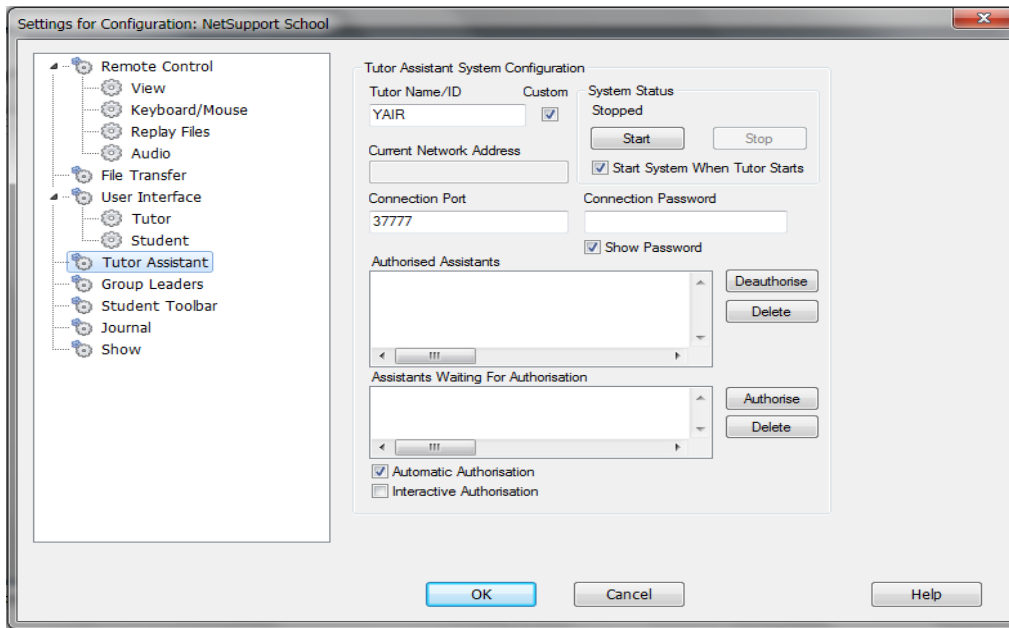 Settings for Configuration: NetSupport School
Remote Control
View
Keyboard/Mouse
Replay Files
Audio
File Transfer
User Interface
Tutor
Student
Tutor Assistant
Group Leaders
Student Toolbar
Journal
Show
Tutor Assistant System Configuration
Tutor Name/ID Custom
YAIR
System Status
Stopped
Start Stop
Start System When Tutor Starts
Current Network Address
Connection Port Connection Password
37777
Show Password
Authorised Assistants
Deauthorise
Delete
Assistants Waiting For Authorisation
Authorise
Delete
Automatic Authorisation
Interactive Authorisation
OK Cancel Help